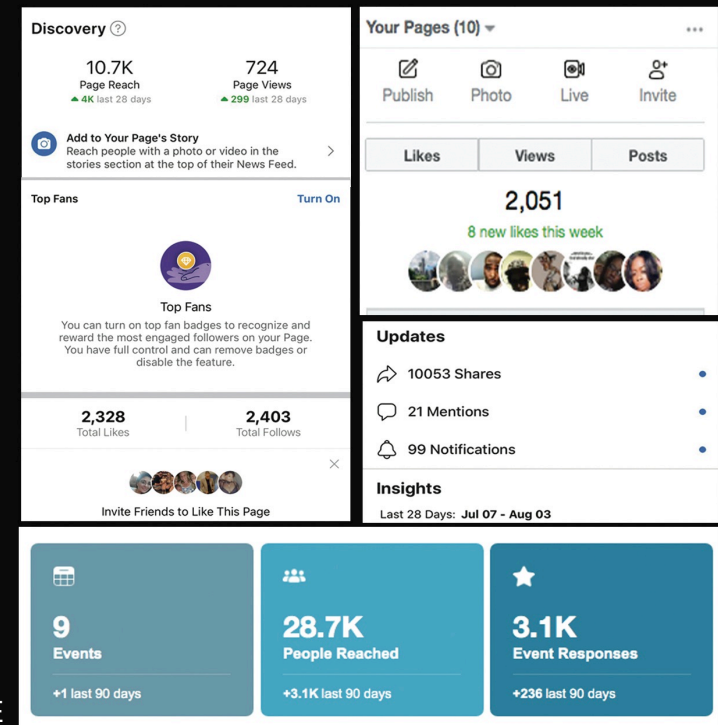 Discovery ?
10.7K
Page Reach
4K last 28 days
724
Page Views
299 last 28 days
Add to Your Page's Story
Reach people with a photo or video in the
stories section at the top of their News Feed.
Top Fans
Turn On
Top Fans
You can turn on top fan badges to recognize and
reward the most engaged followers on your Page.
You have full control and can remove badges or
disable the feature.
2,328
Total Likes
2,403
Total Follows
Invite Friends to Like This Page
Your Pages (10)
Publish
Photo
Live
Invite
Likes
Views
Posts
2,051
8 new likes this week
Updates
10053 Shares
21 Mentions
99 Notifications
Insights
Last 28 Days: Jul 07 - Aug 03
9
Events
+1 last 90 days
28.7K
People Reached
+3.1K last 90 days
3.1K
Event Responses
+236 last 90 days